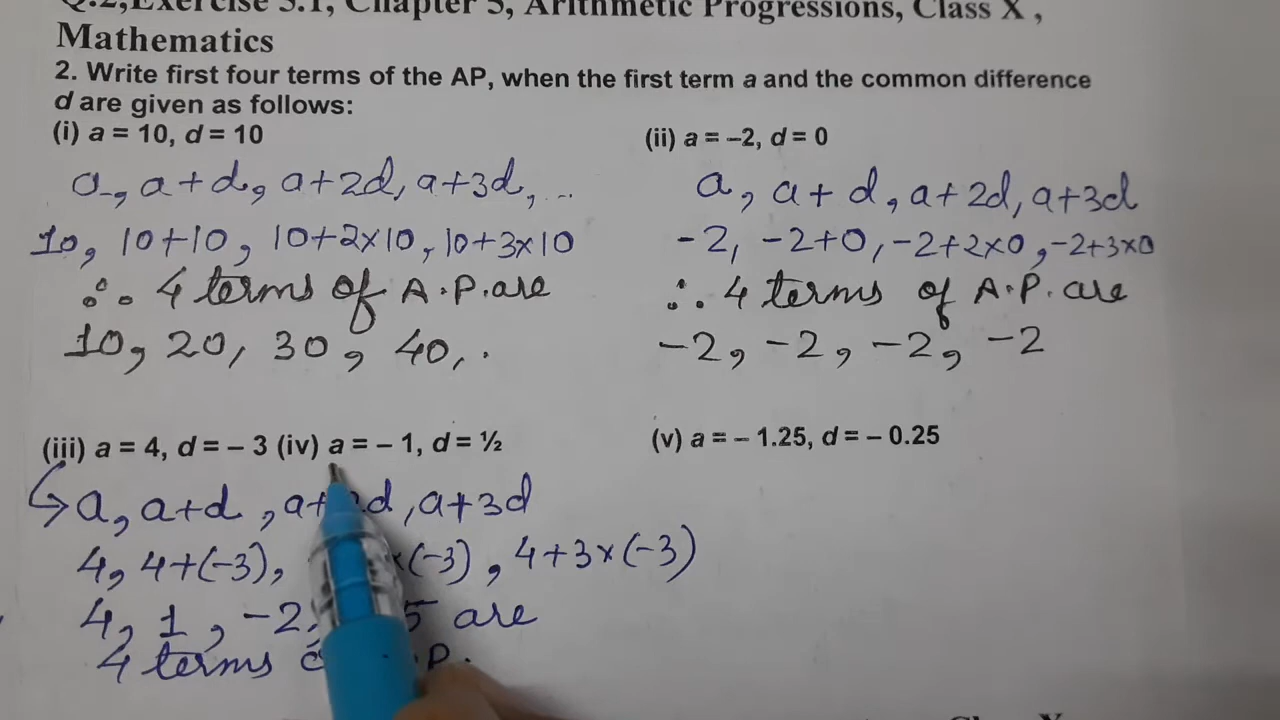 Q.2,Exercise 5.1, Chapter 5, Arithmetic Progressions, Class X ,
Mathematics
2. Write first four terms of the AP, when the first term a and the common difference
d are given as follows:
(i) a = 10, d = 10
a, a+d, a+2d, a+3d, ...
10, 10+10, 10+2×10, 10+3×10
∴ 4 terms of A.P. are
10, 20, 30, 40, .
(ii) a = –2, d = 0
a, a+d, a+2d, a+3d
-2, -2+0, -2+2×0, -2+3×0
∴ 4 terms of A.P. are
-2, -2, -2, -2
(iii) a = 4, d = – 3 (iv) a = – 1, d = ½
a, a+d, a+2d, a+3d
4, 4+(-3), ×(-3), 4+3×(-3)
4, 1, -2, 5 are
4 terms P.
(v) a = – 1.25, d = – 0.25